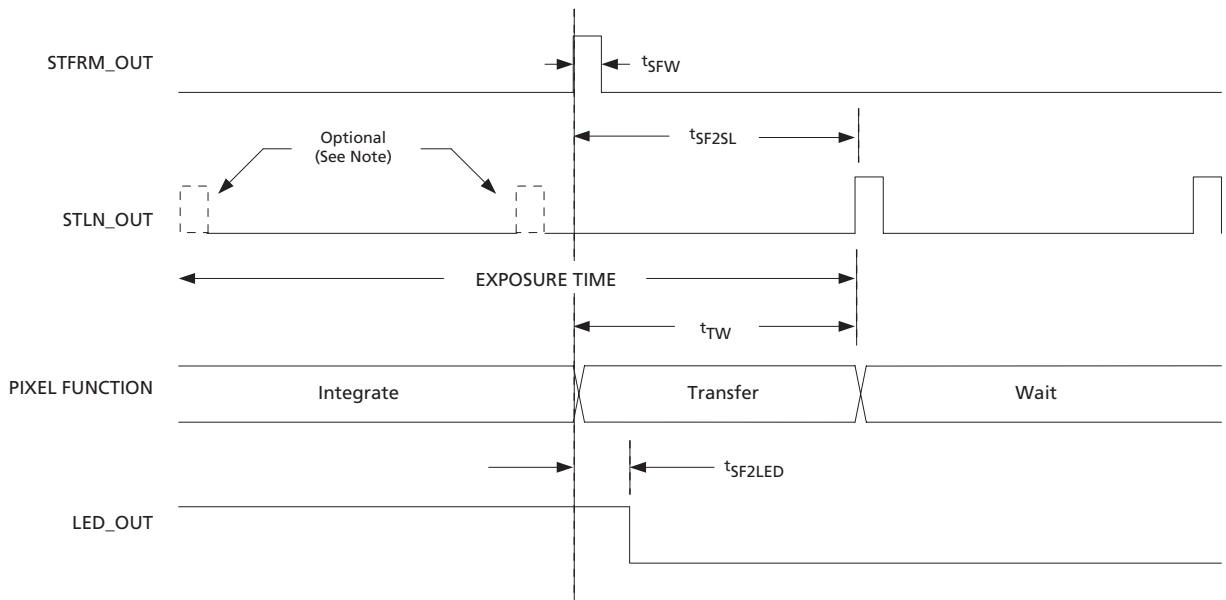 STFRM_OUT
tSFW
tSF2SL
Optional
(See Note)
STLN_OUT
EXPOSURE TIME
tTW
PIXEL FUNCTION
Integrate
Transfer
Wait
tSF2LED
LED_OUT